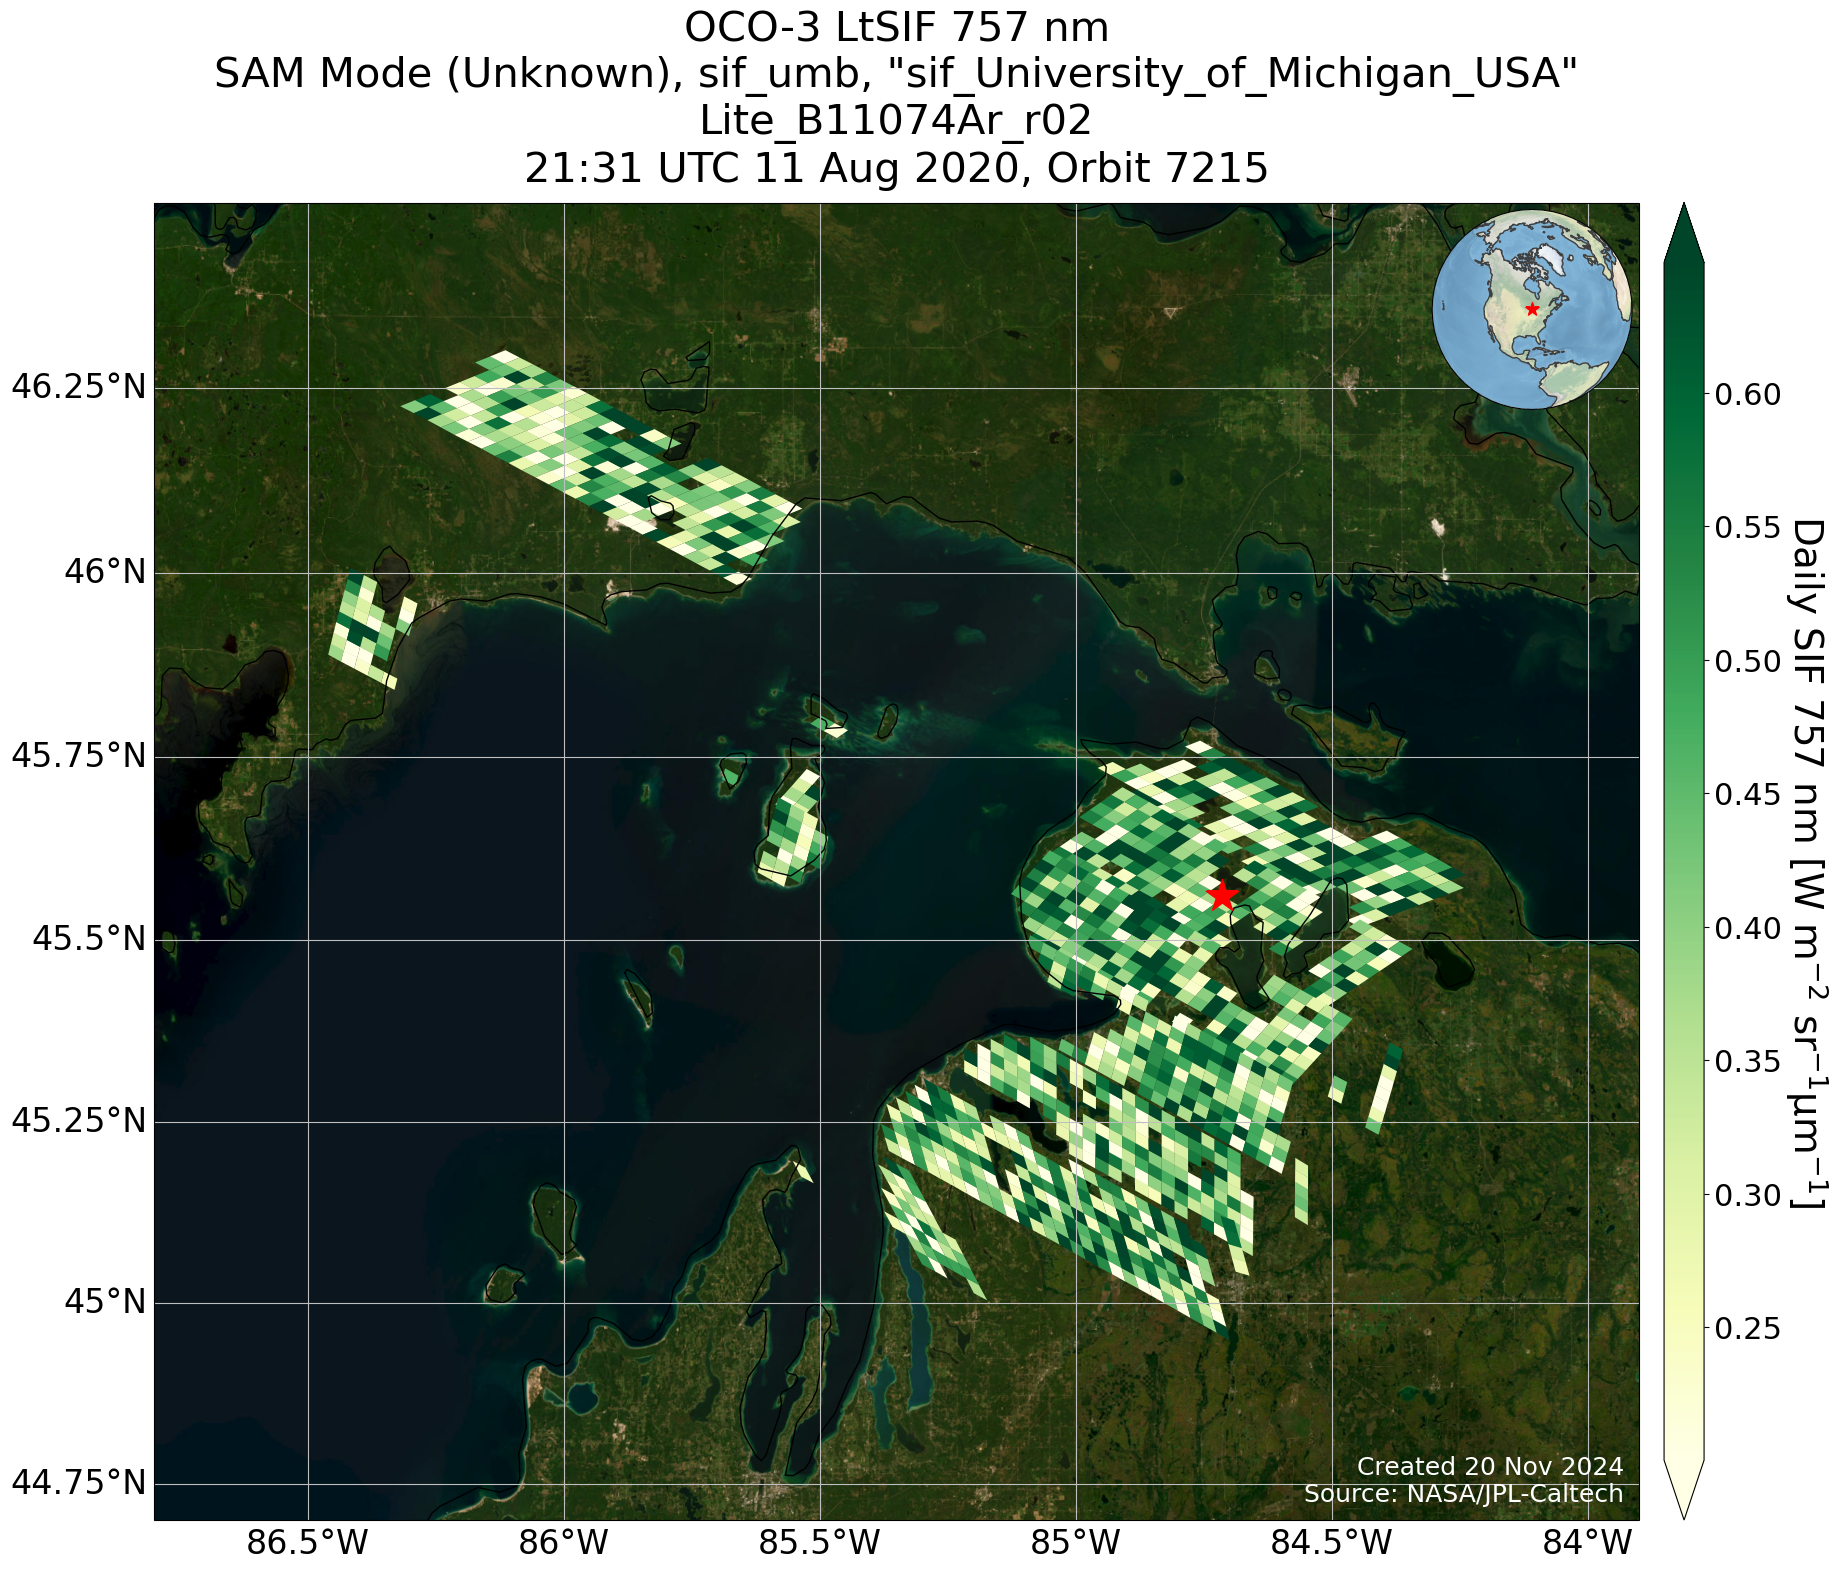 OCO-3 LtSIF 757 nm
SAM Mode (Unknown), sif_umb, "sif_University_of_Michigan_USA"
Lite_B11074Ar_r02
21:31 UTC 11 Aug 2020, Orbit 7215
46.25°N
46°N
45.75°N
45.5°N
45.25°N
45°N
44.75°N
86.5°W
86°W
85.5°W
85°W
84.5°W
84°W
0.60
0.55
0.50
0.45
0.40
0.35
0.30
0.25
Daily SIF 757 nm [W m⁻² sr⁻¹μm⁻¹]
Created 20 Nov 2024
Source: NASA/JPL-Caltech